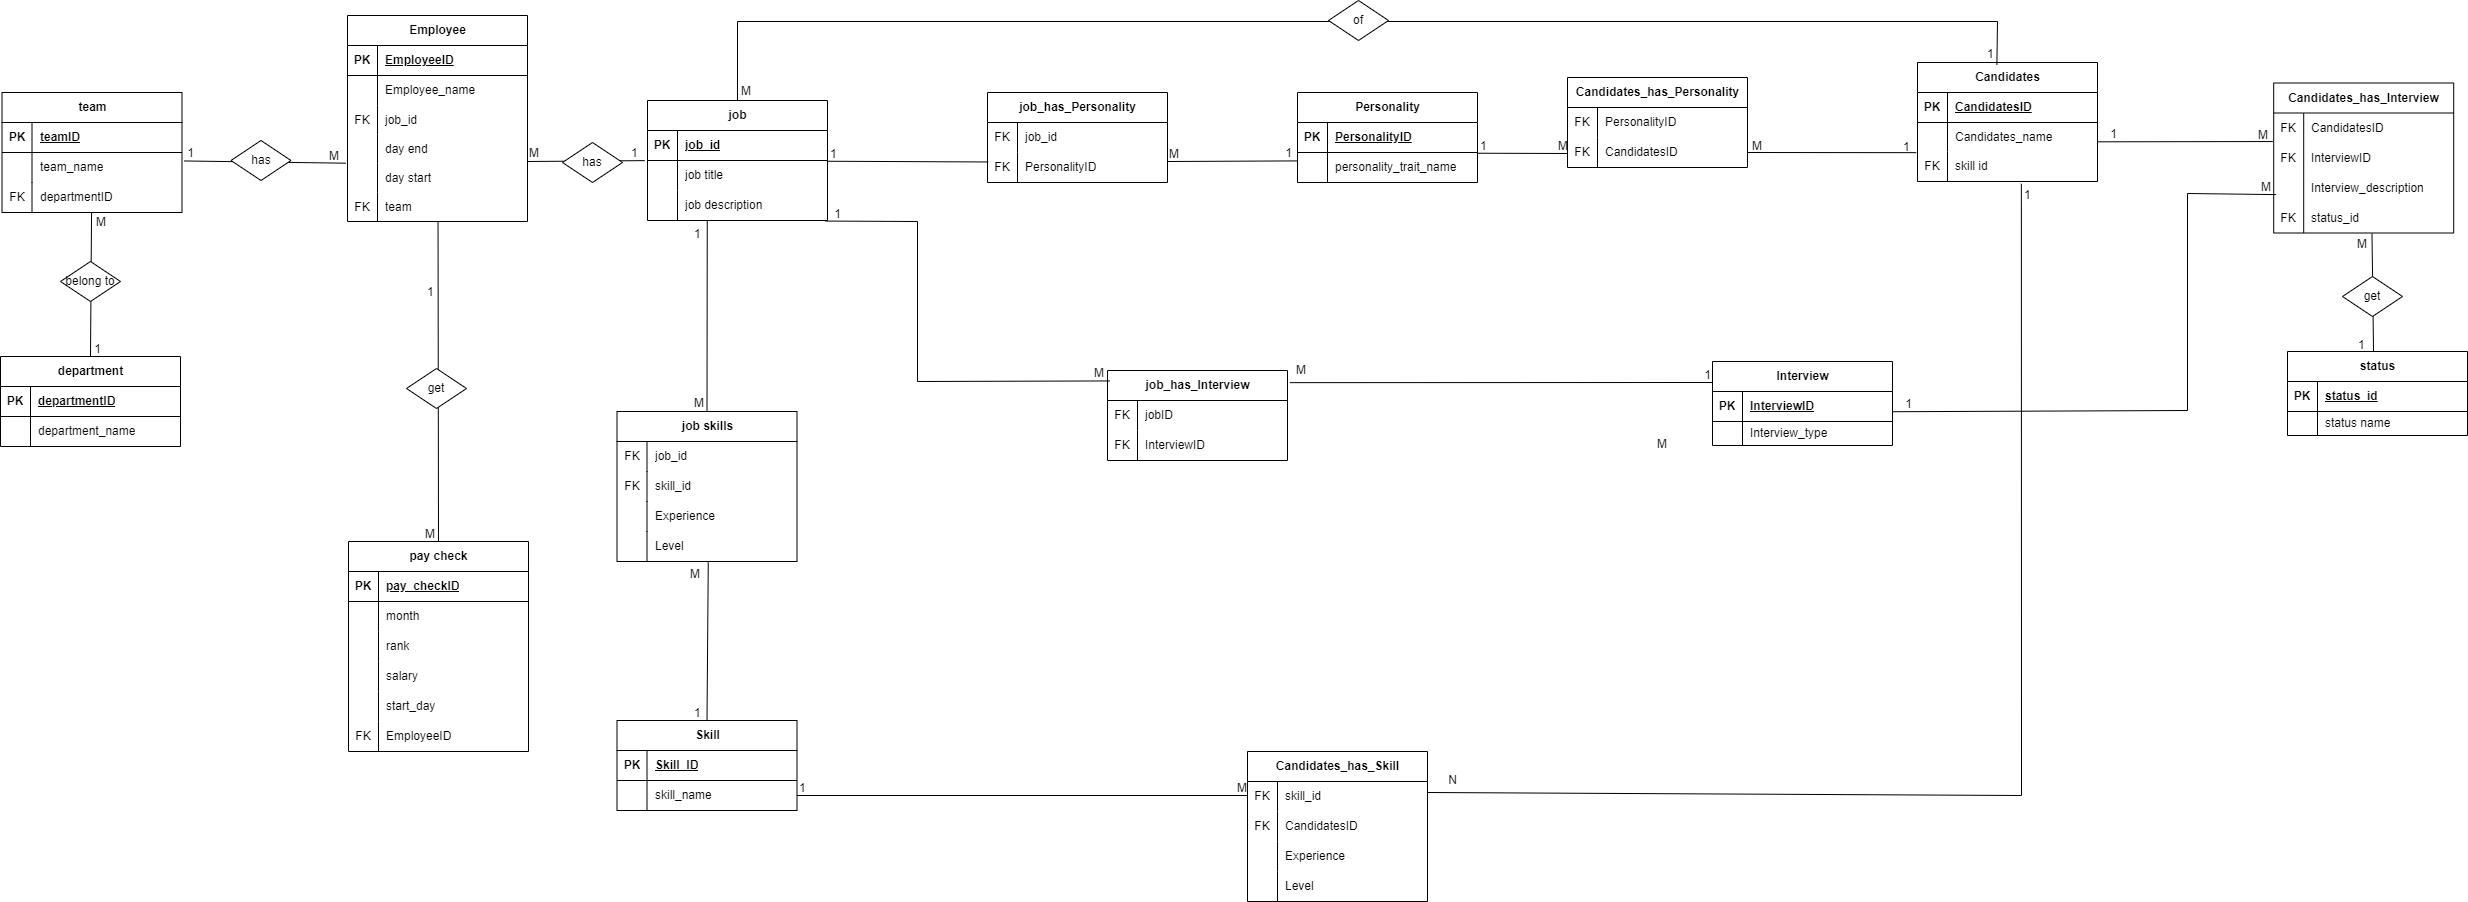 of
M
1
Employee
PK EmployeeID
Employee_name
FK job_id
day end
day start
FK team
team
PK teamID
team_name
FK departmentID
1
has
M
M
has
1
M
belong to
1
department
PK departmentID
department_name
1
get
M
pay check
PK pay_checkID
month
rank
salary
start_day
FK EmployeeID
job
PK job_id
job title
job description
1
M
job_has_Personality
FK job_id
FK PersonalityID
1
Personality
PK PersonalityID
personality_trait_name
1
M
Candidates_has_Personality
FK PersonalityID
FK CandidatesID
M
1
Candidates
PK CandidatesID
Candidates_name
FK skill id
1
M
Candidates_has_Interview
FK CandidatesID
FK InterviewID
Interview_description
FK status_id
M
M
get
1
status
PK status_id
status name
1
1
1
M
job_has_Interview
FK jobID
FK InterviewID
M
1
Interview
PK InterviewID
Interview_type
1
M
M
job skills
FK job_id
FK skill_id
Experience
Level
M
1
Skill
PK Skill_ID
skill_name
1
M
Candidates_has_Skill
FK skill_id
FK CandidatesID
Experience
Level
N
1